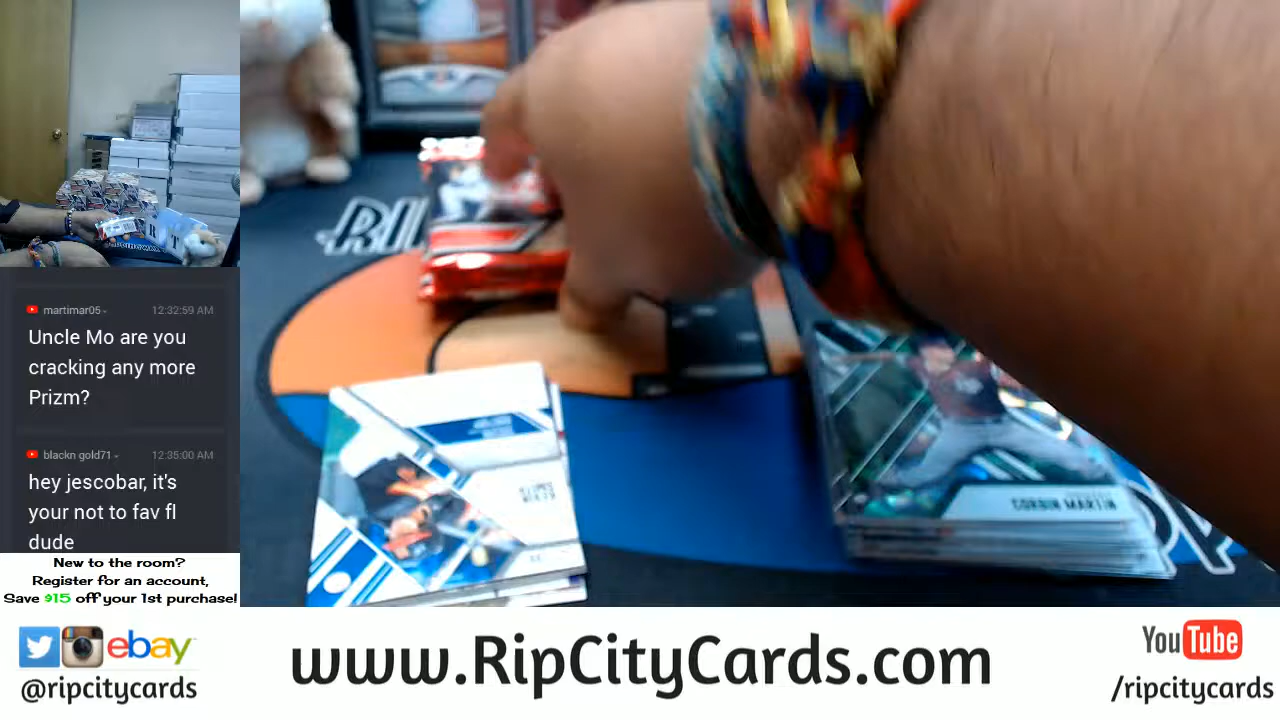 martimar05
12:32:59 AM
Uncle Mo are you
cracking any more
Prizm?
blackn gold71
12:35:00 AM
hey jescobar, it's
your not to fav fl
dude
New to the room?
Register for an account,
Save $15 off your 1st purchase!
CORBIN MARTIN
ebay
@ripcitycards
www.RipCityCards.com
YouTube
/ripcitycards